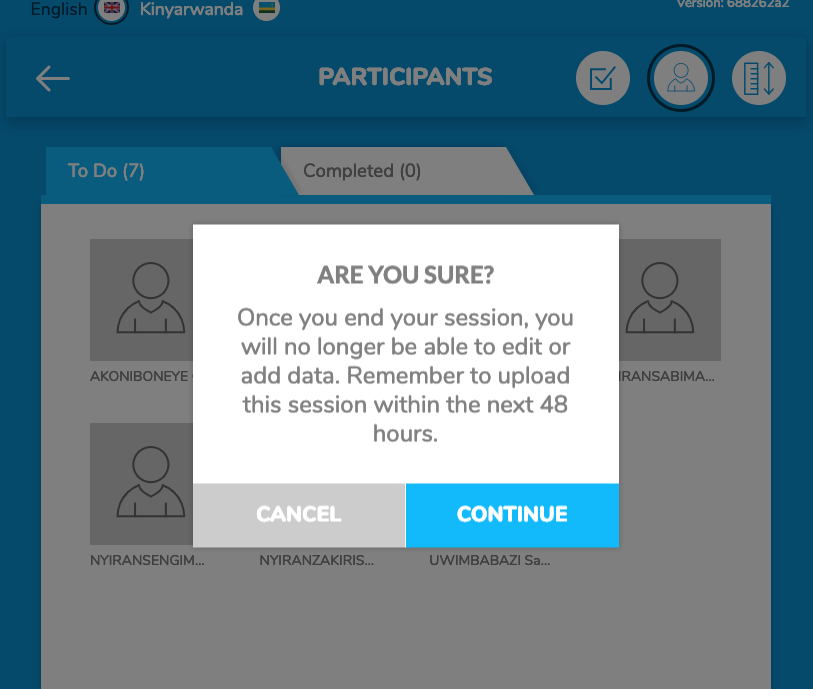 English Kinyarwanda
Version: 688262a2
PARTICIPANTS
To Do (7) Completed (0)
ARE YOU SURE?
Once you end your session, you
will no longer be able to edit or
add data. Remember to upload
this session within the next 48
hours.
CANCEL CONTINUE
AKONIBONEYE
IRANSABIMA...
NYIRANSENGIM... NYIRANZAKIRIS... UWIMBABAZI Sa...